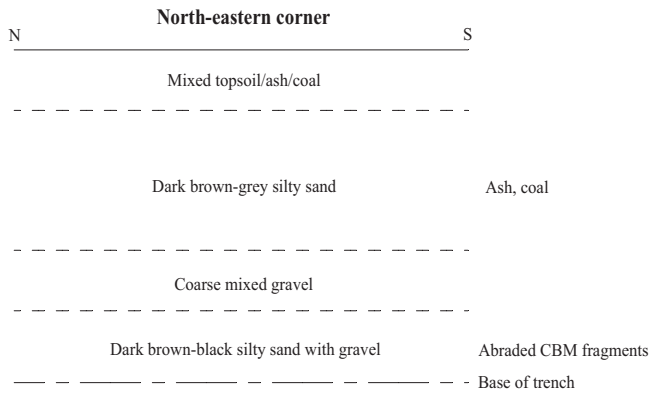 North-eastern corner
N
S
Mixed topsoil/ash/coal
Dark brown-grey silty sand
Ash, coal
Coarse mixed gravel
Dark brown-black silty sand with gravel
Abraded CBM fragments
Base of trench